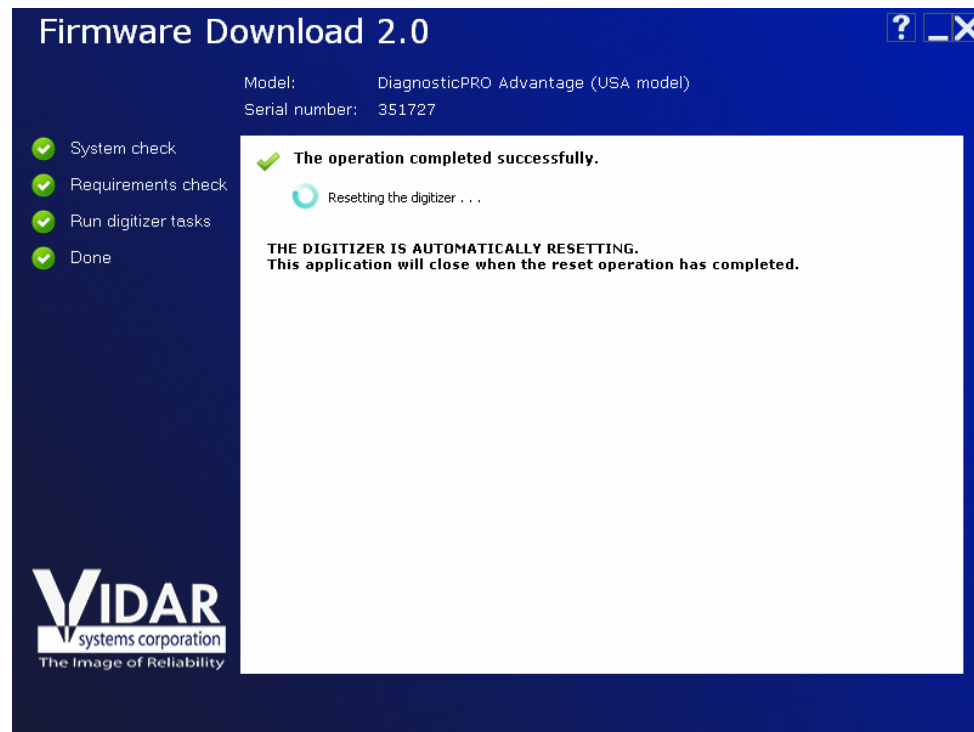 Firmware Download 2.0
? _ X
Model: DiagnosticPRO Advantage (USA model)
Serial number: 351727
System check
Requirements check
Run digitizer tasks
Done
The operation completed successfully.
Resetting the digitizer . . .
THE DIGITIZER IS AUTOMATICALLY RESETTING.
This application will close when the reset operation has completed.
VIDAR
systems corporation
The Image of Reliability